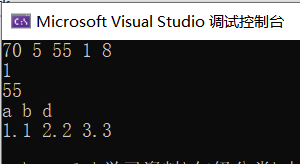 Microsoft Visual Studio 调试控制台
70 5 55 1 8
1
55
a b d
1.1 2.2 3.3